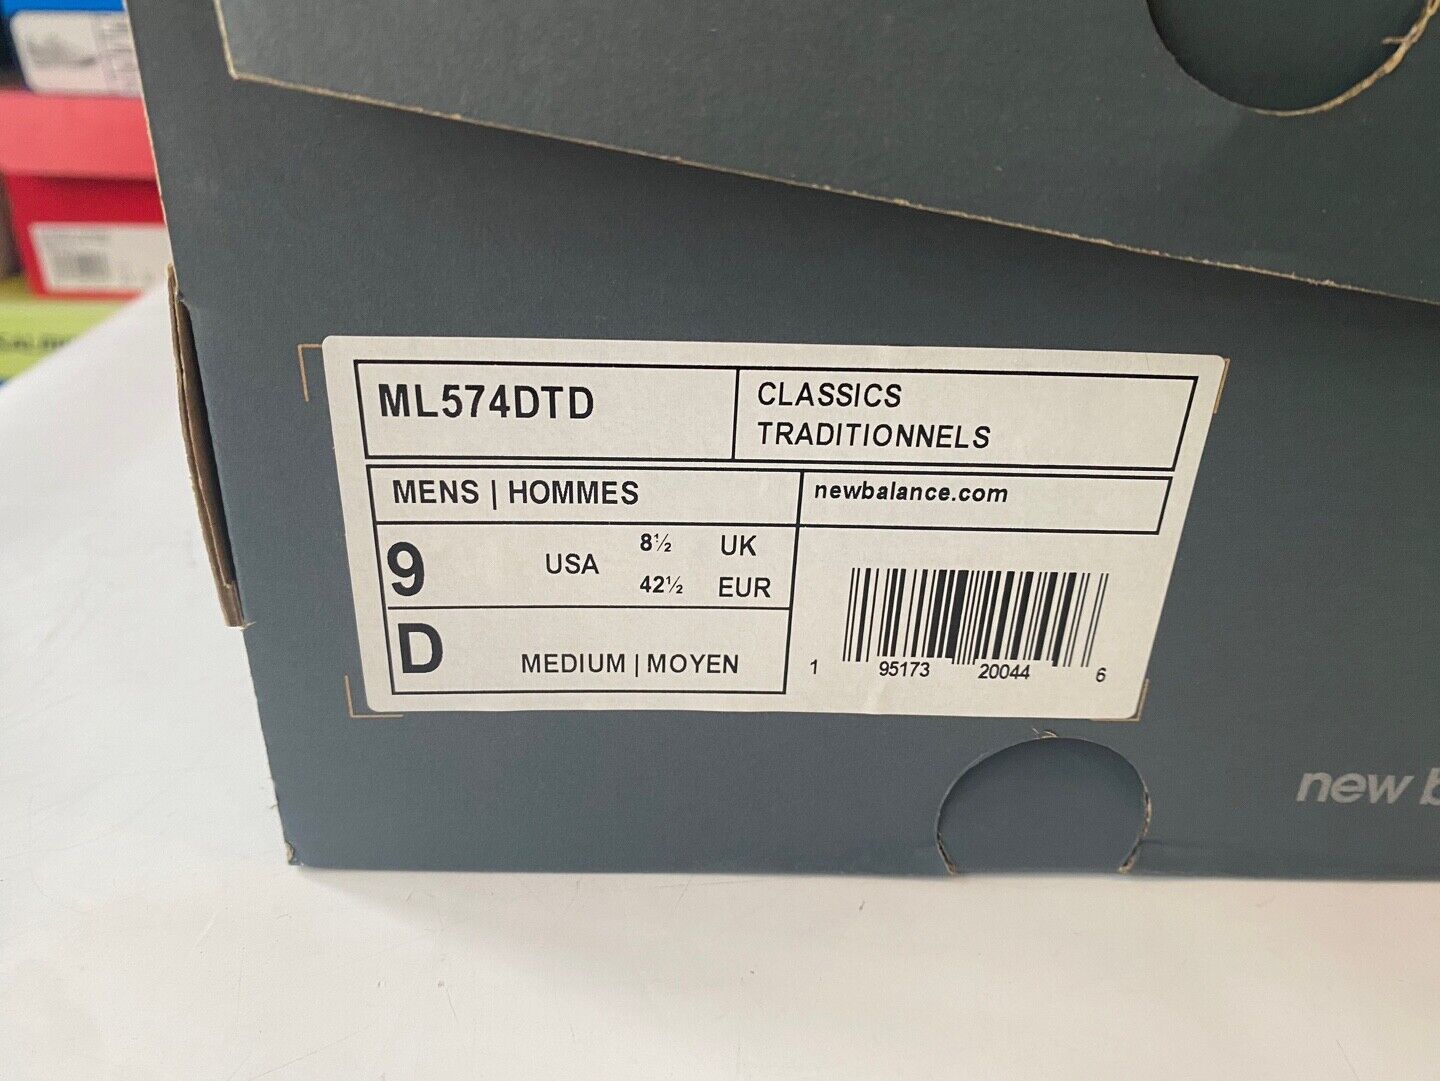 ML574DTD
CLASSICS
TRADITIONNELS
MENS | HOMMES
newbalance.com
9 USA 8½ UK
42½ EUR
D MEDIUM | MOYEN
1 95173 20044 6
new